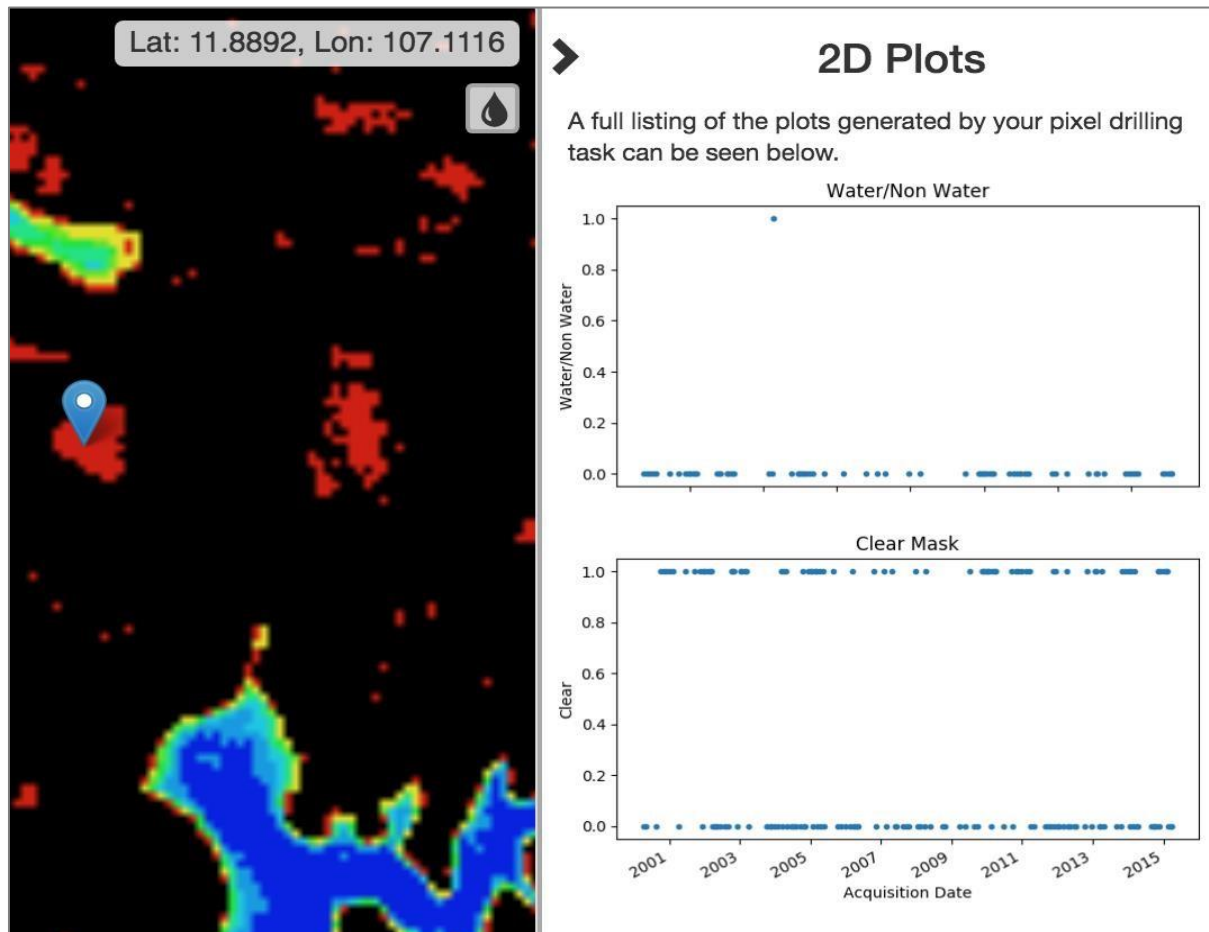 Lat: 11.8892, Lon: 107.1116
2D Plots
A full listing of the plots generated by your pixel drilling
task can be seen below.
Water/Non Water
Water/Non Water
1.0
0.8
0.6
0.4
0.2
0.0
Clear Mask
Clear
1.0
0.8
0.6
0.4
0.2
0.0
2001 2003 2005 2007 2009 2011 2013 2015
Acquisition Date